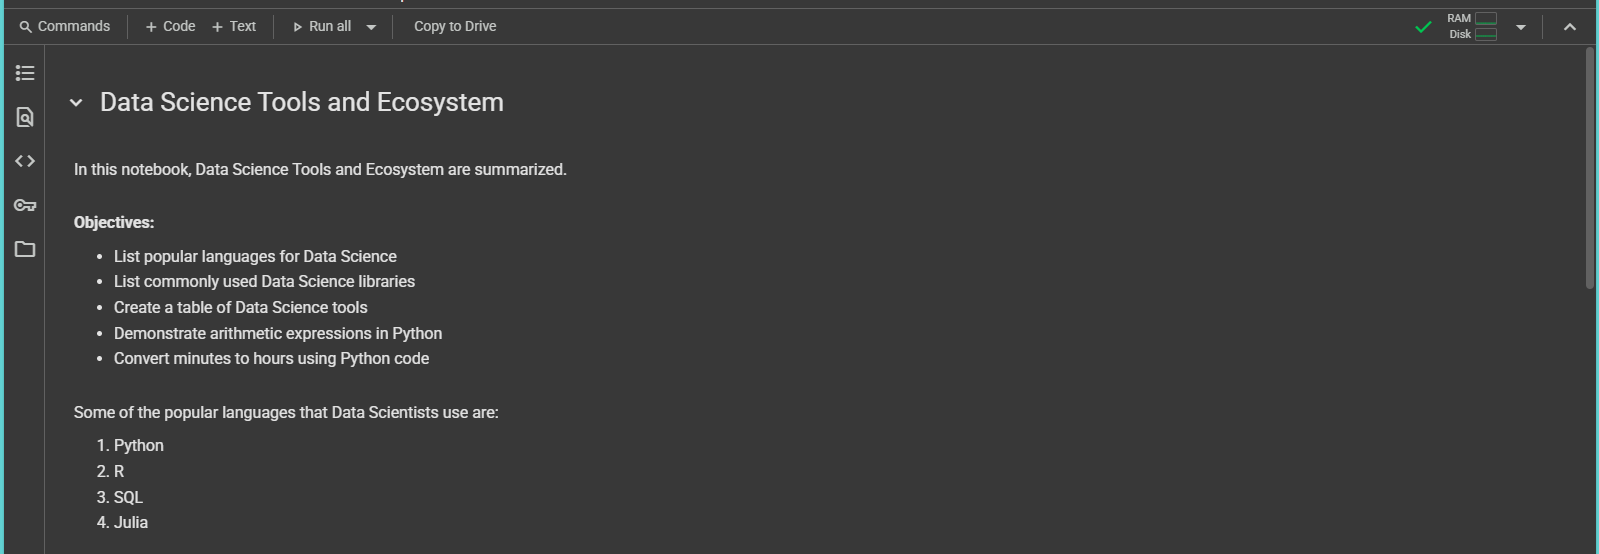 Commands + Code + Text Run all Copy to Drive RAM
Disk
Data Science Tools and Ecosystem
In this notebook, Data Science Tools and Ecosystem are summarized.
Objectives:
• List popular languages for Data Science
• List commonly used Data Science libraries
• Create a table of Data Science tools
• Demonstrate arithmetic expressions in Python
• Convert minutes to hours using Python code
Some of the popular languages that Data Scientists use are:
1. Python
2. R
3. SQL
4. Julia